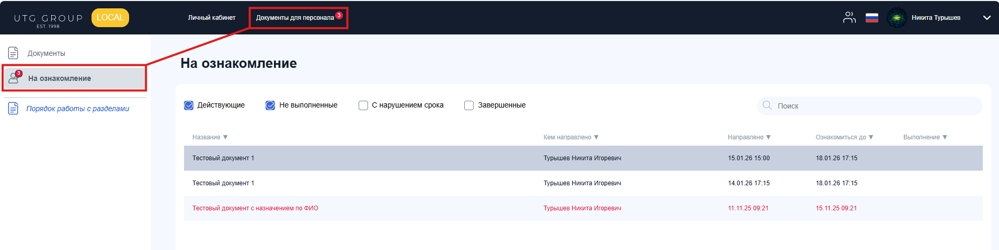 UTG GROUP
EST. 1998
LOCAL
Личный кабинет
Документы для персонала 3
Никита Турышев
Документы
3
На ознакомление
Порядок работы с разделами
На ознакомление
Действующие
Не выполненные
С нарушением срока
Завершенные
Поиск
Название ▼ Кем направлено ▼ Направлено ▼ Ознакомиться до ▼ Выполнение ▼
Тестовый документ 1 Турышев Никита Игоревич 15.01.26 15:00 18.01.26 17:15
Тестовый документ 1 Турышев Никита Игоревич 14.01.26 17:15 18.01.26 17:15
Тестовый документ с назначением по ФИО Турышев Никита Игоревич 11.11.25 09:21 15.11.25 09:21